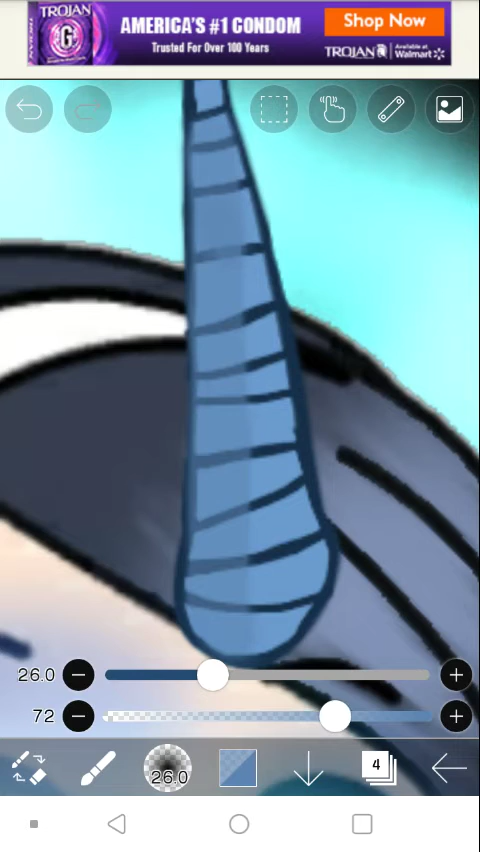 TROJAN
G
TROJAN
AMERICA'S #1 CONDOM
Trusted For Over 100 Years
Shop Now
TROJAN
Available at
Walmart
26.0
72
26.0
4